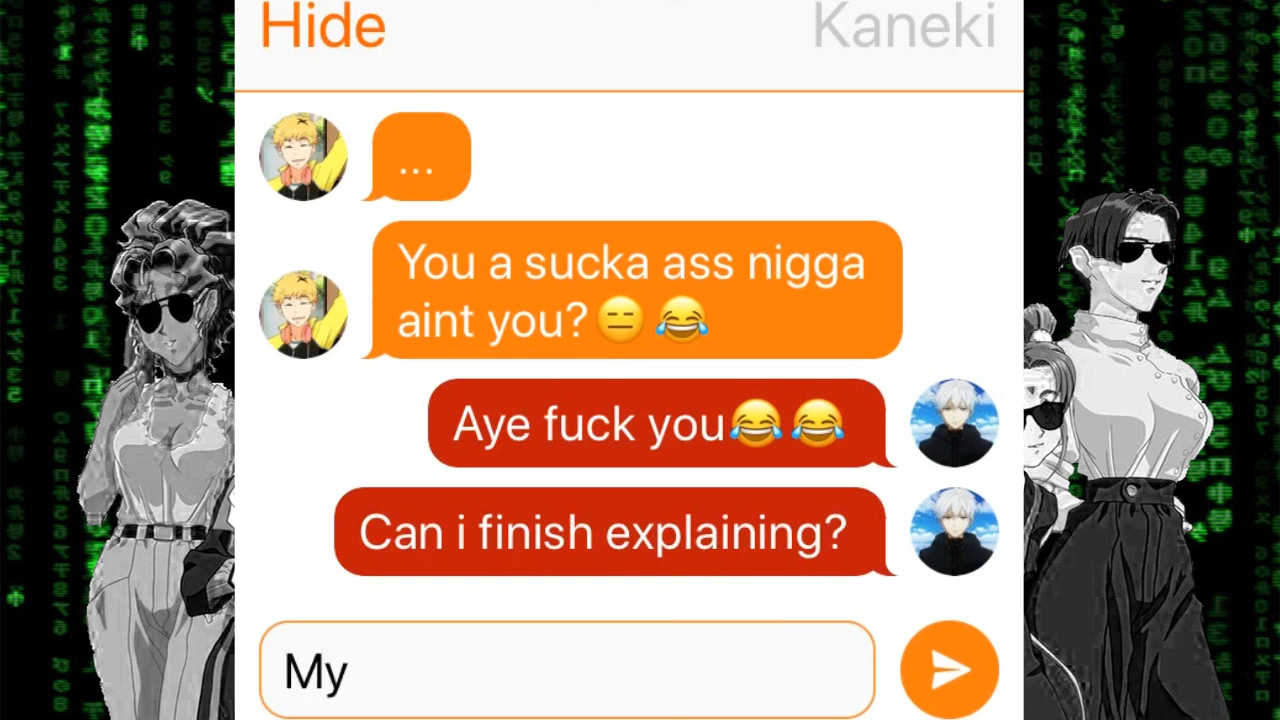 Hide
Kaneki
...
You a sucka ass nigga
aint you?😑😂
Aye fuck you😂😂
Can i finish explaining?
My